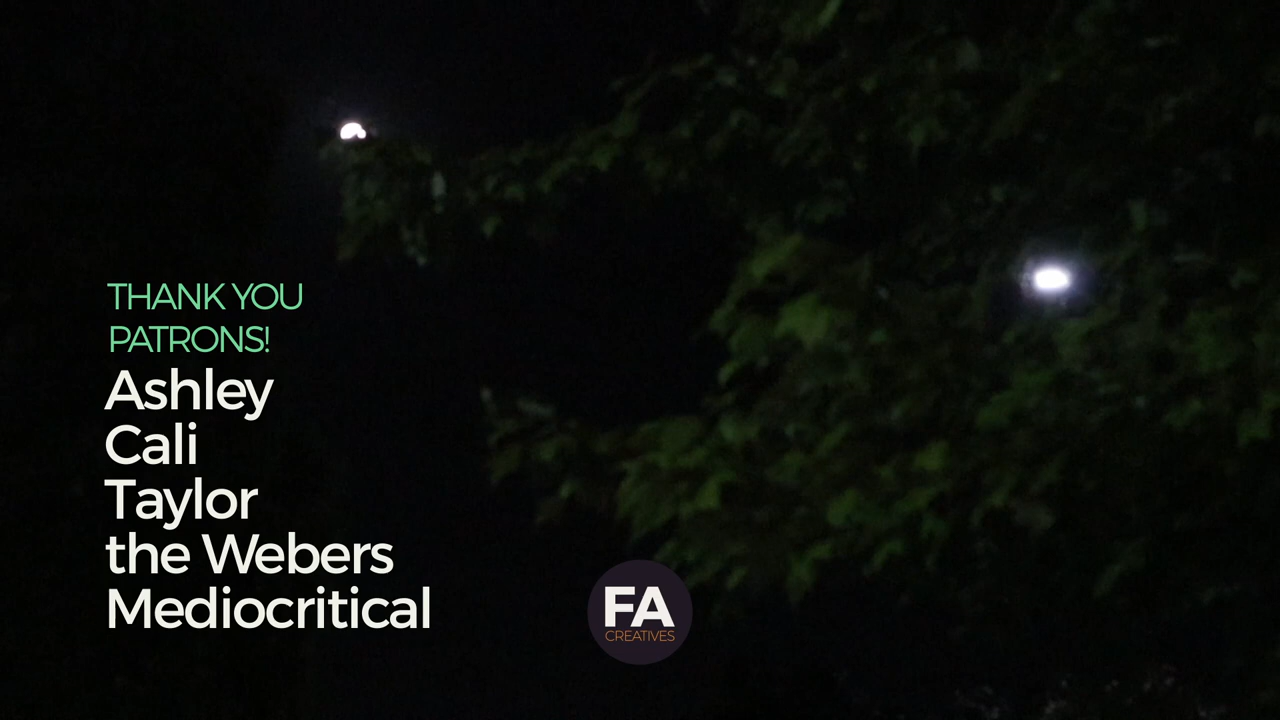 THANK YOU
PATRONS!
Ashley
Cali
Taylor
the Webers
Mediocritical
FA
CREATIVES